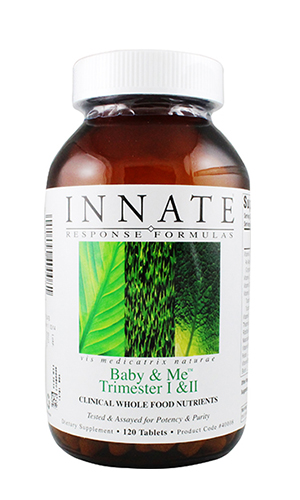 INNATE
RESPONSE FORMULAS
vis medicatrix naturae
Baby & Me™
Trimester I & II
CLINICAL WHOLE FOOD NUTRIENTS
Tested & Assayed for Potency & Purity
Dietary Supplement • 120 Tablets • Product Code